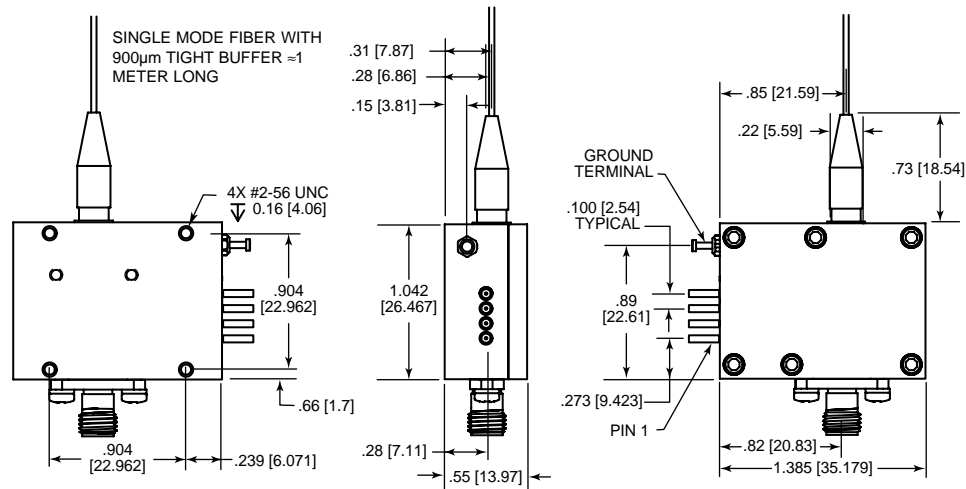 SINGLE MODE FIBER WITH
900µm TIGHT BUFFER ≈1
METER LONG
4X #2-56 UNC
0.16 [4.06]
.904
[22.962]
.66 [1.7]
.904
[22.962]
.239 [6.071]
.31 [7.87]
.28 [6.86]
.15 [3.81]
1.042
[26.467]
.28 [7.11]
.55 [13.97]
.85 [21.59]
.22 [5.59]
.73 [18.54]
GROUND
TERMINAL
.100 [2.54]
TYPICAL
.89
[22.61]
.273 [9.423]
PIN 1
.82 [20.83]
1.385 [35.179]